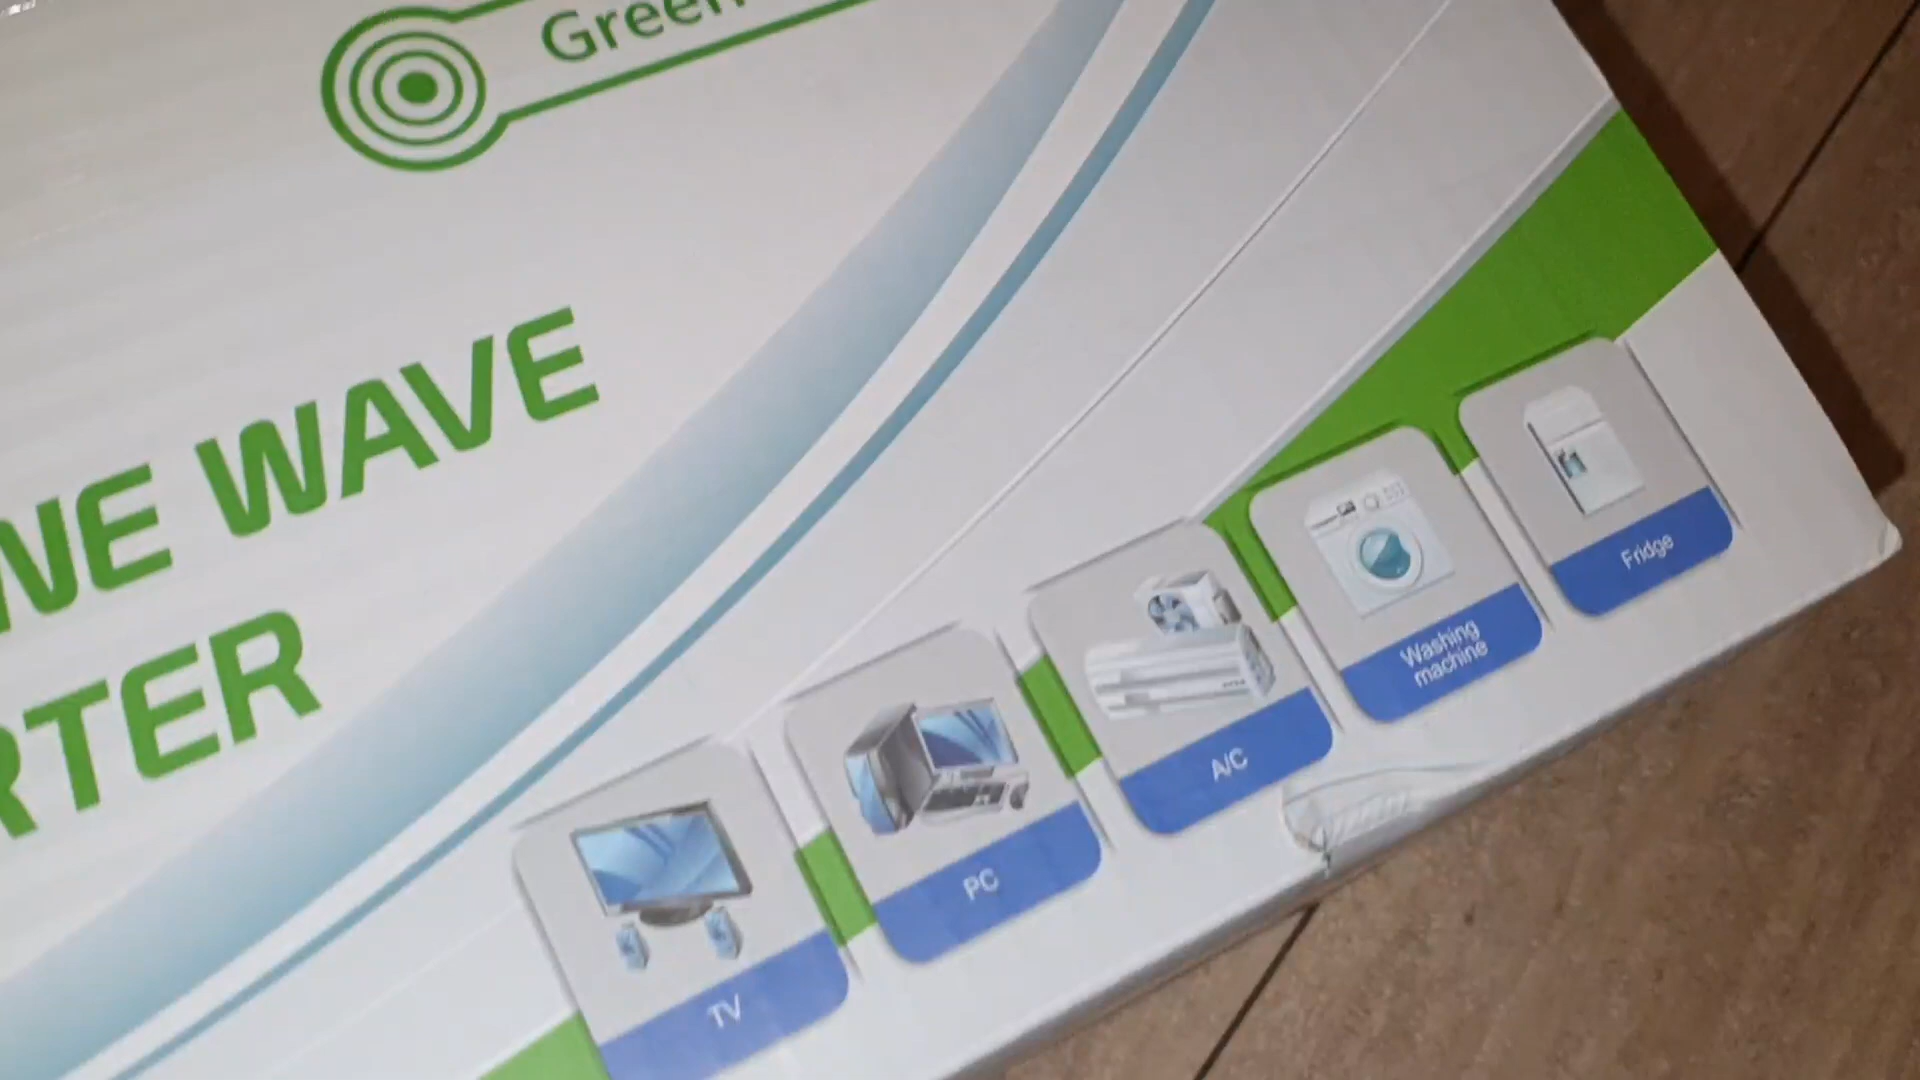 Green
NE WAVE
RTER
TV
PC
A/C
Washing
machine
Fridge